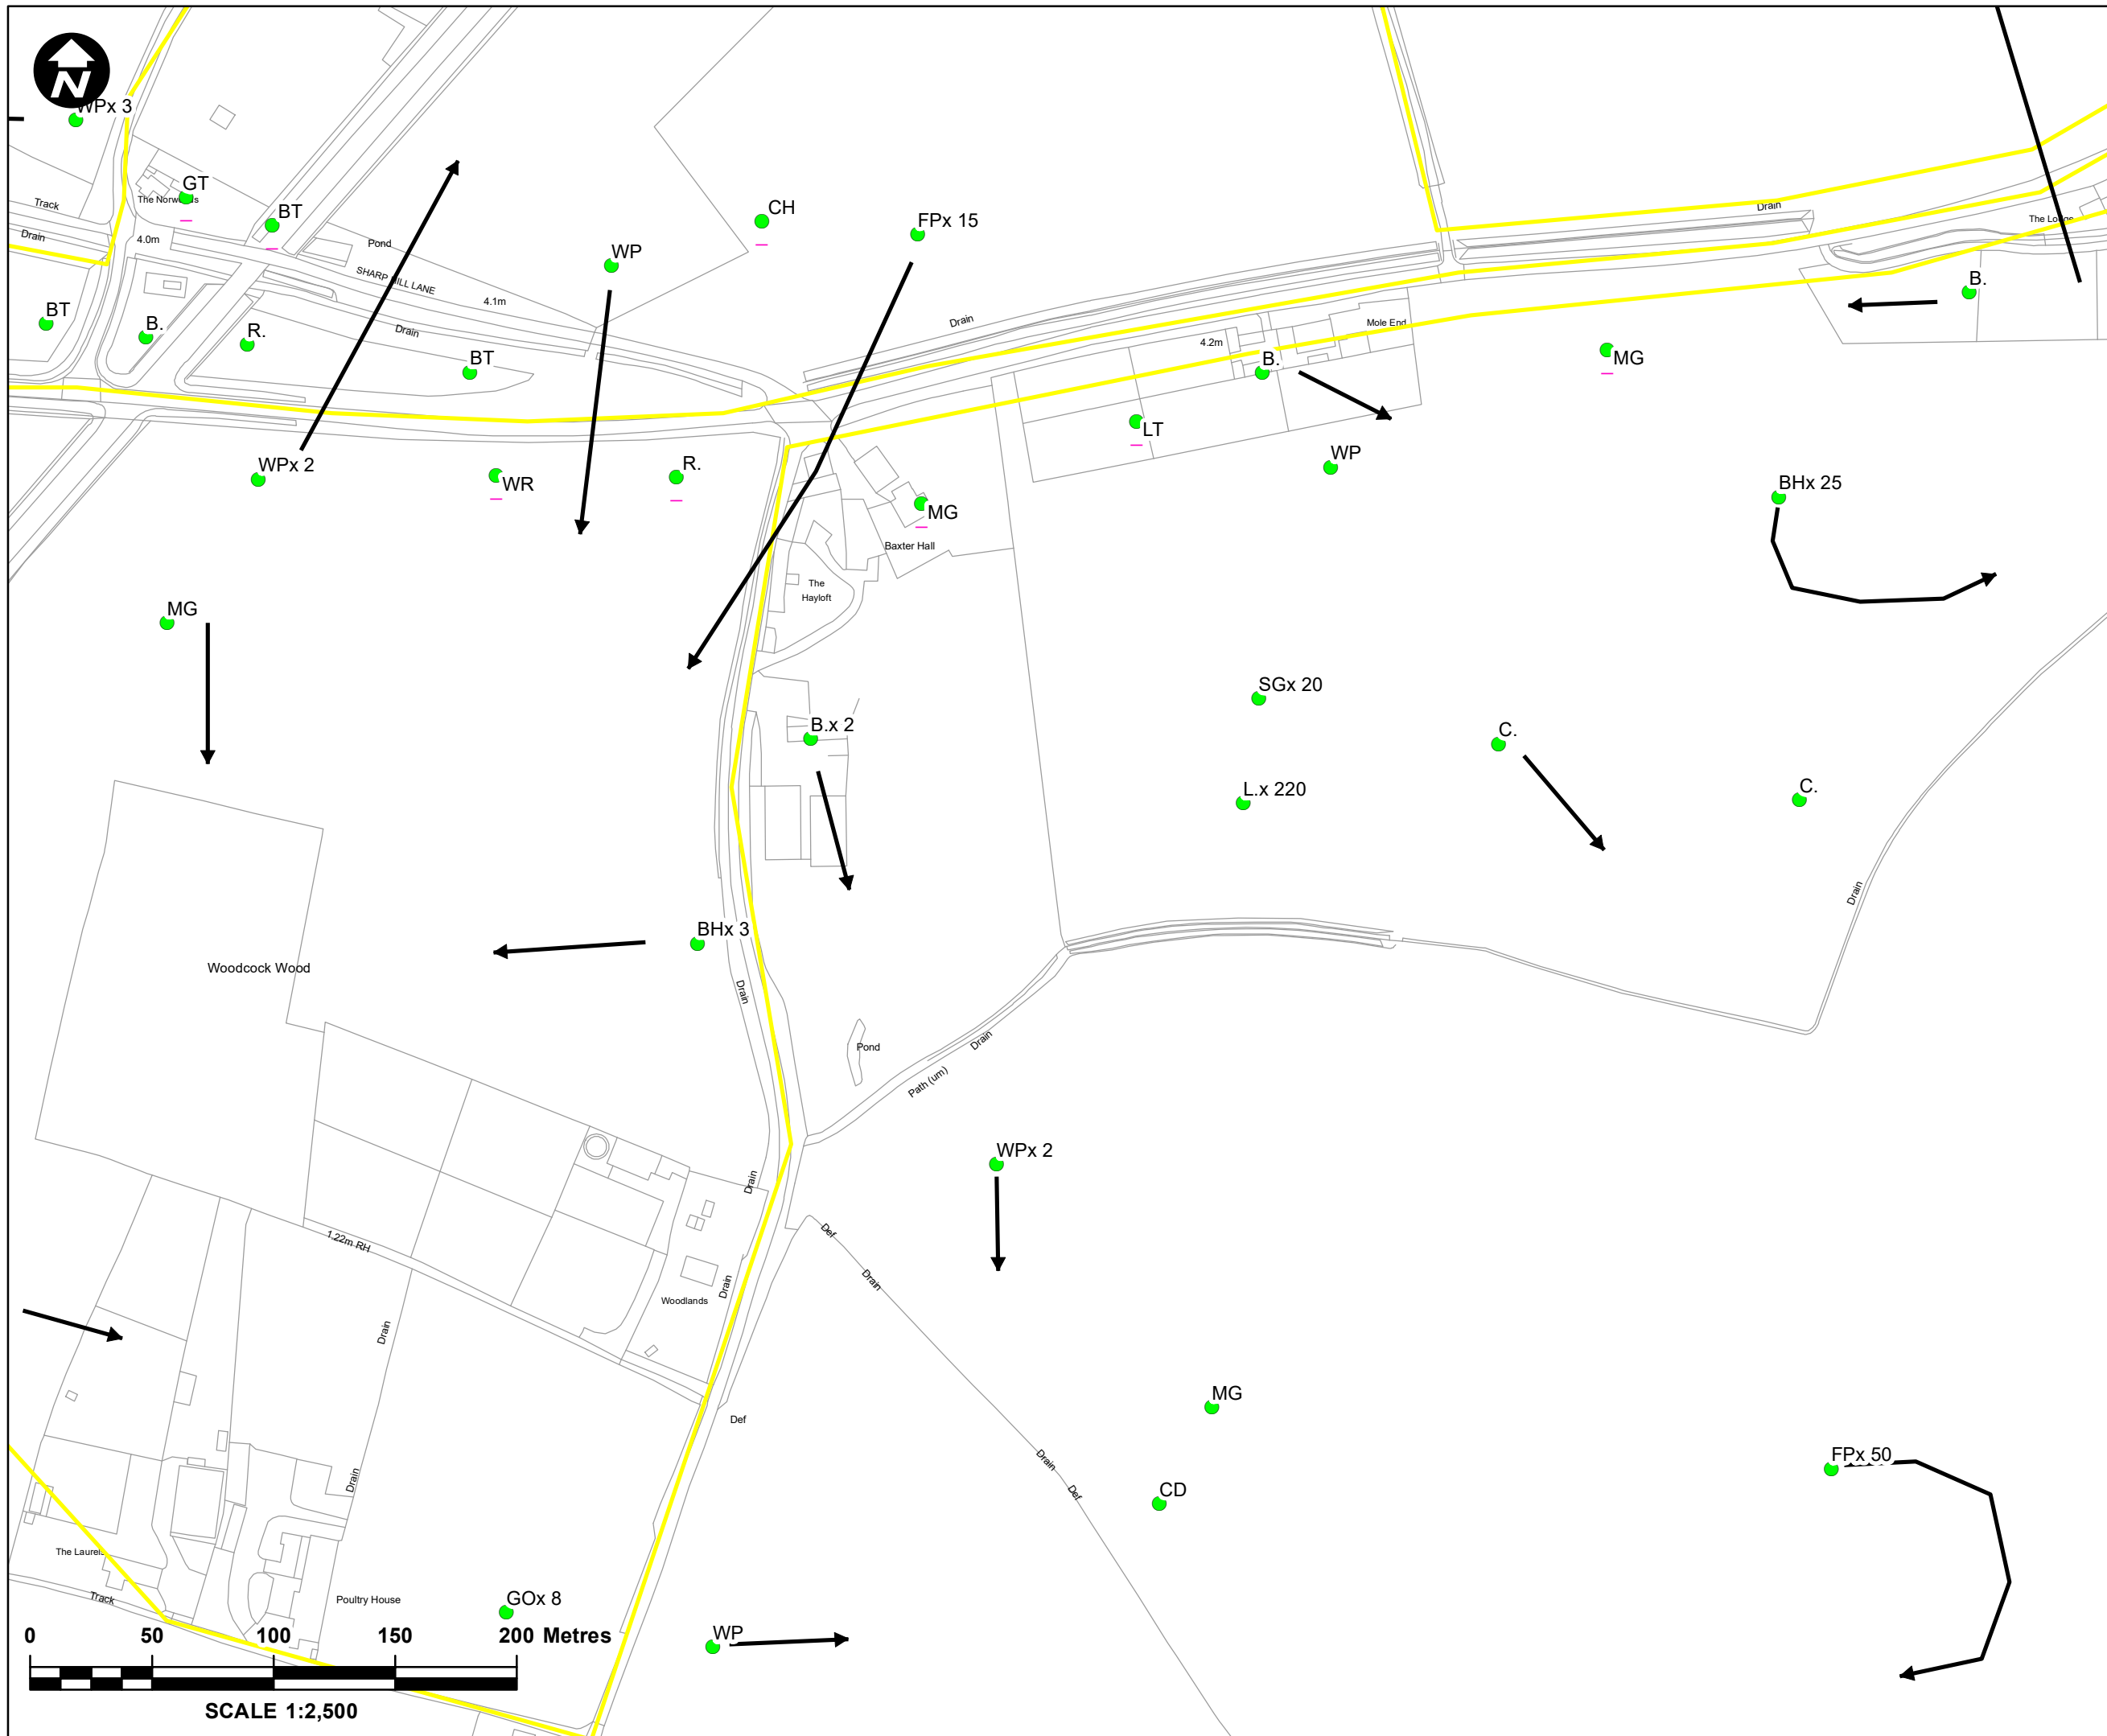 N
WPx 3
GT
The Norw
s
Track
BT
Drain
4.0m
Pond
SHARP
ILL LANE
4.1m
Drain
WP
CH
FPx 15
Drain
Drain
The Lo
B.
BT
B.
R.
BT
4.2m
Mole End
B.
MG
LT
WP
WPx 2
WR
R.
MG
Baxter Hall
BHx 25
The
Hayloft
MG
SGx 20
B.x 2
C.
L.x 220
C.
Drain
BHx 3
Woodcock Wood
Drain
Pond
Drain
Path (um)
WPx 2
Drain
Def
1.22m RH
Drain
Drain
Woodlands
Drain
MG
Def
Drain
FPx 50
Drain
Def
CD
The Laurels
Track
Poultry House
GOx 8
WP
0 50 100 150 200 Metres
SCALE 1:2,500